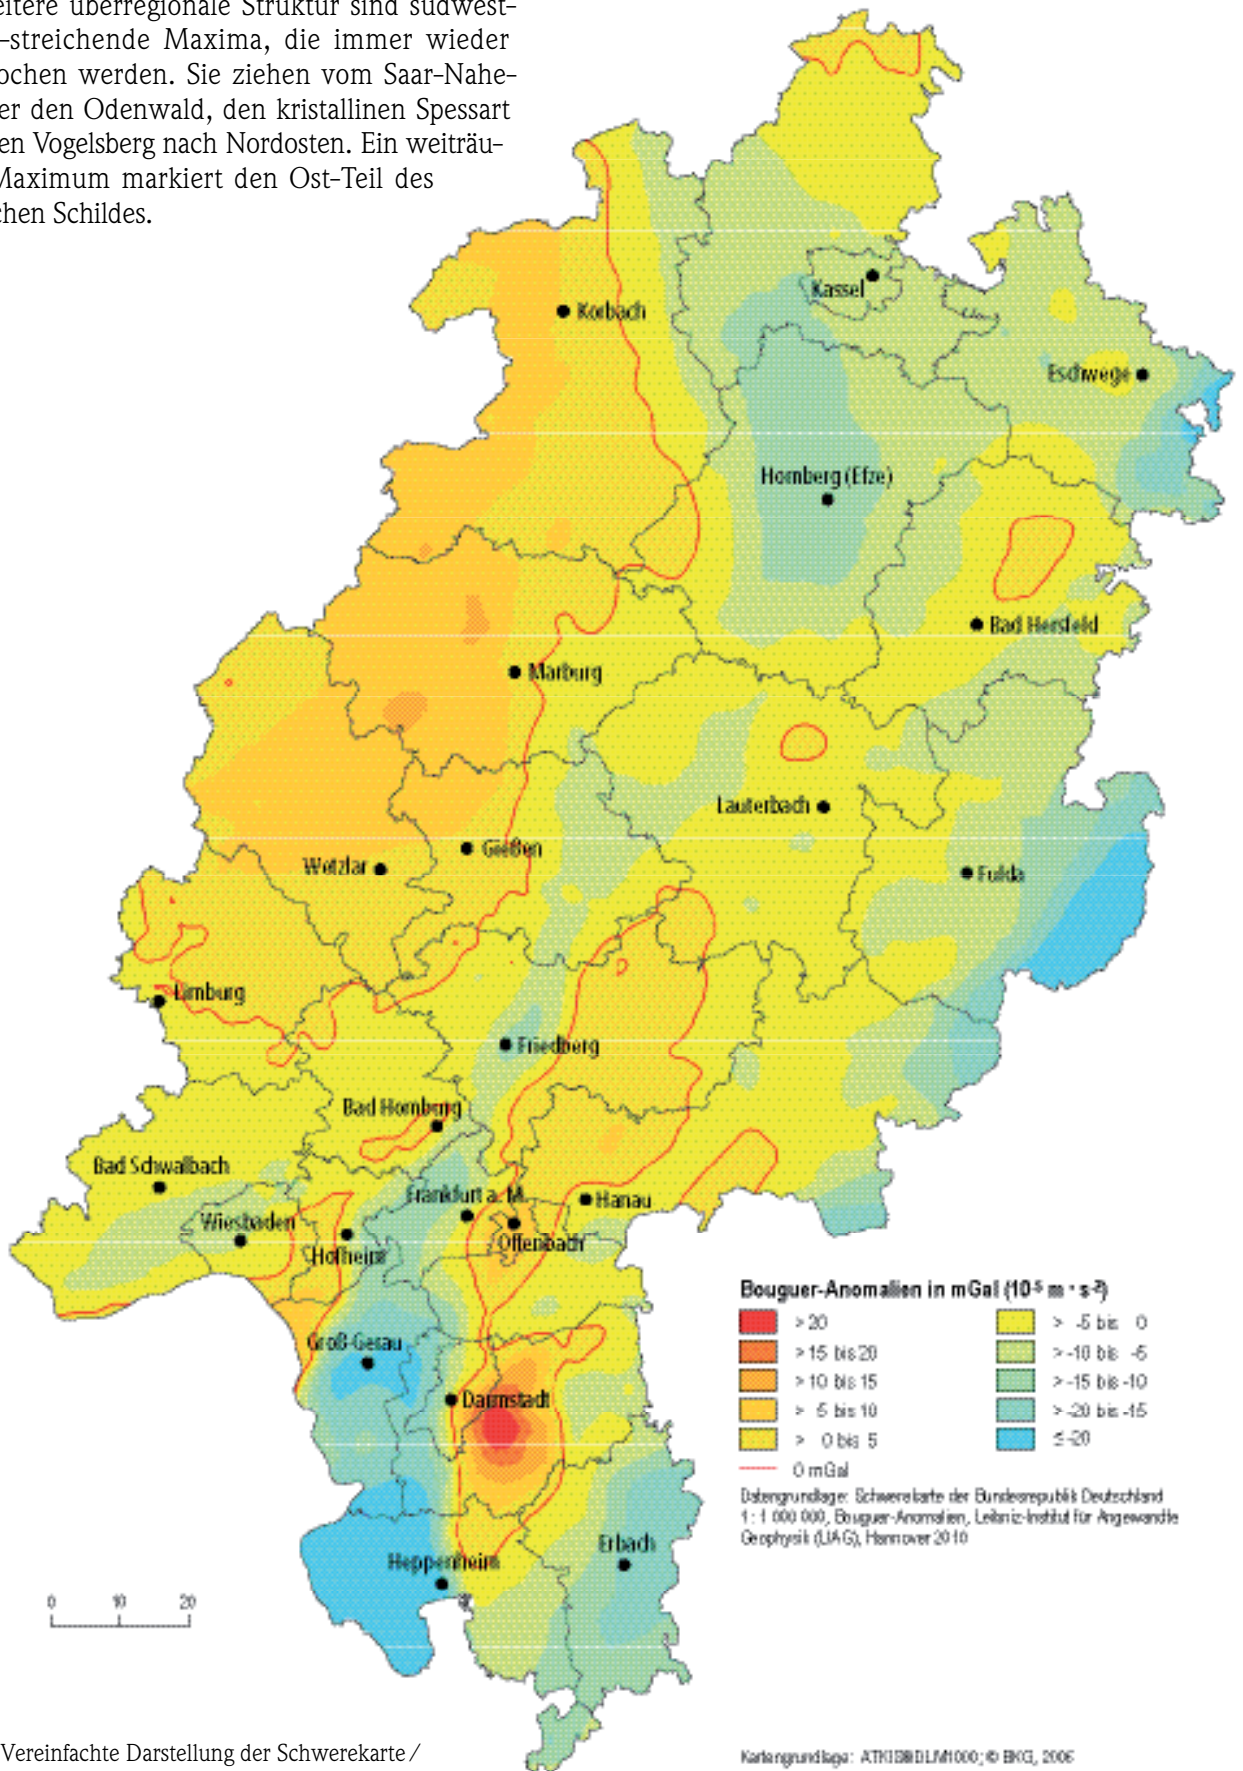 eitere überregionale Struktur sind südwest-
-streichende Maxima, die immer wieder
ochen werden. Sie ziehen vom Saar-Nahe-
er den Odenwald, den kristallinen Spessart
en Vogelsberg nach Nordosten. Ein weiträu-
Maximum markiert den Ost-Teil des
chen Schildes.
Kassel
Korbach
Eschwege
Homberg (Efze)
Bad Hersfeld
Marburg
Lauterbach
Gießen
Wetzlar
Fulda
Limburg
Friedberg
Bad Homburg
Bad Schwalbach
Frankfurt a. M.
Hanau
Wiesbaden
Offenbach
Hofheim
Groß-Gerau
Darmstadt
Erbach
Heppenheim
Bouguer-Anomalien in mGal (10⁻⁵ m · s⁻²)
> 20
> 15 bis 20
> 10 bis 15
> 5 bis 10
> 0 bis 5
0 mGal
> -5 bis 0
> -10 bis -5
> -15 bis -10
> -20 bis -15
≤ -20
Datengrundlage: Schwerekarte der Bundesrepublik Deutschland
1 : 1 000 000, Bouguer-Anomalien, Leibniz-Institut für Angewandte
Geophysik (LIAG), Hannover 2010
0 10 20
Vereinfachte Darstellung der Schwerekarte /
Kartengrundlage: ATKIS®DLM1000; © BKG, 2006